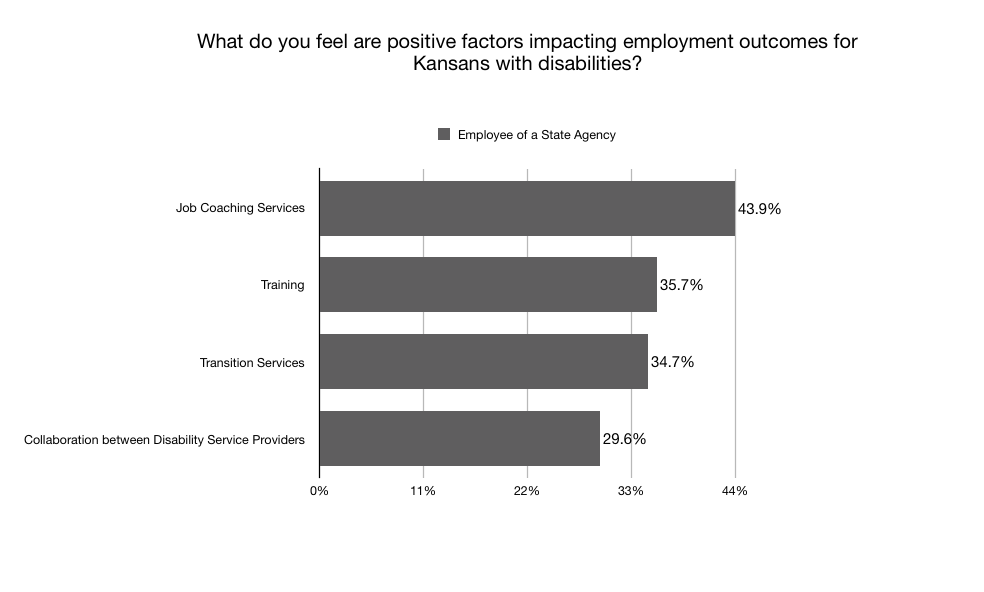 What do you feel are positive factors impacting employment outcomes for
Kansans with disabilities?
Employee of a State Agency
Job Coaching Services
43.9%
Training
35.7%
Transition Services
34.7%
Collaboration between Disability Service Providers
29.6%
0%
11%
22%
33%
44%